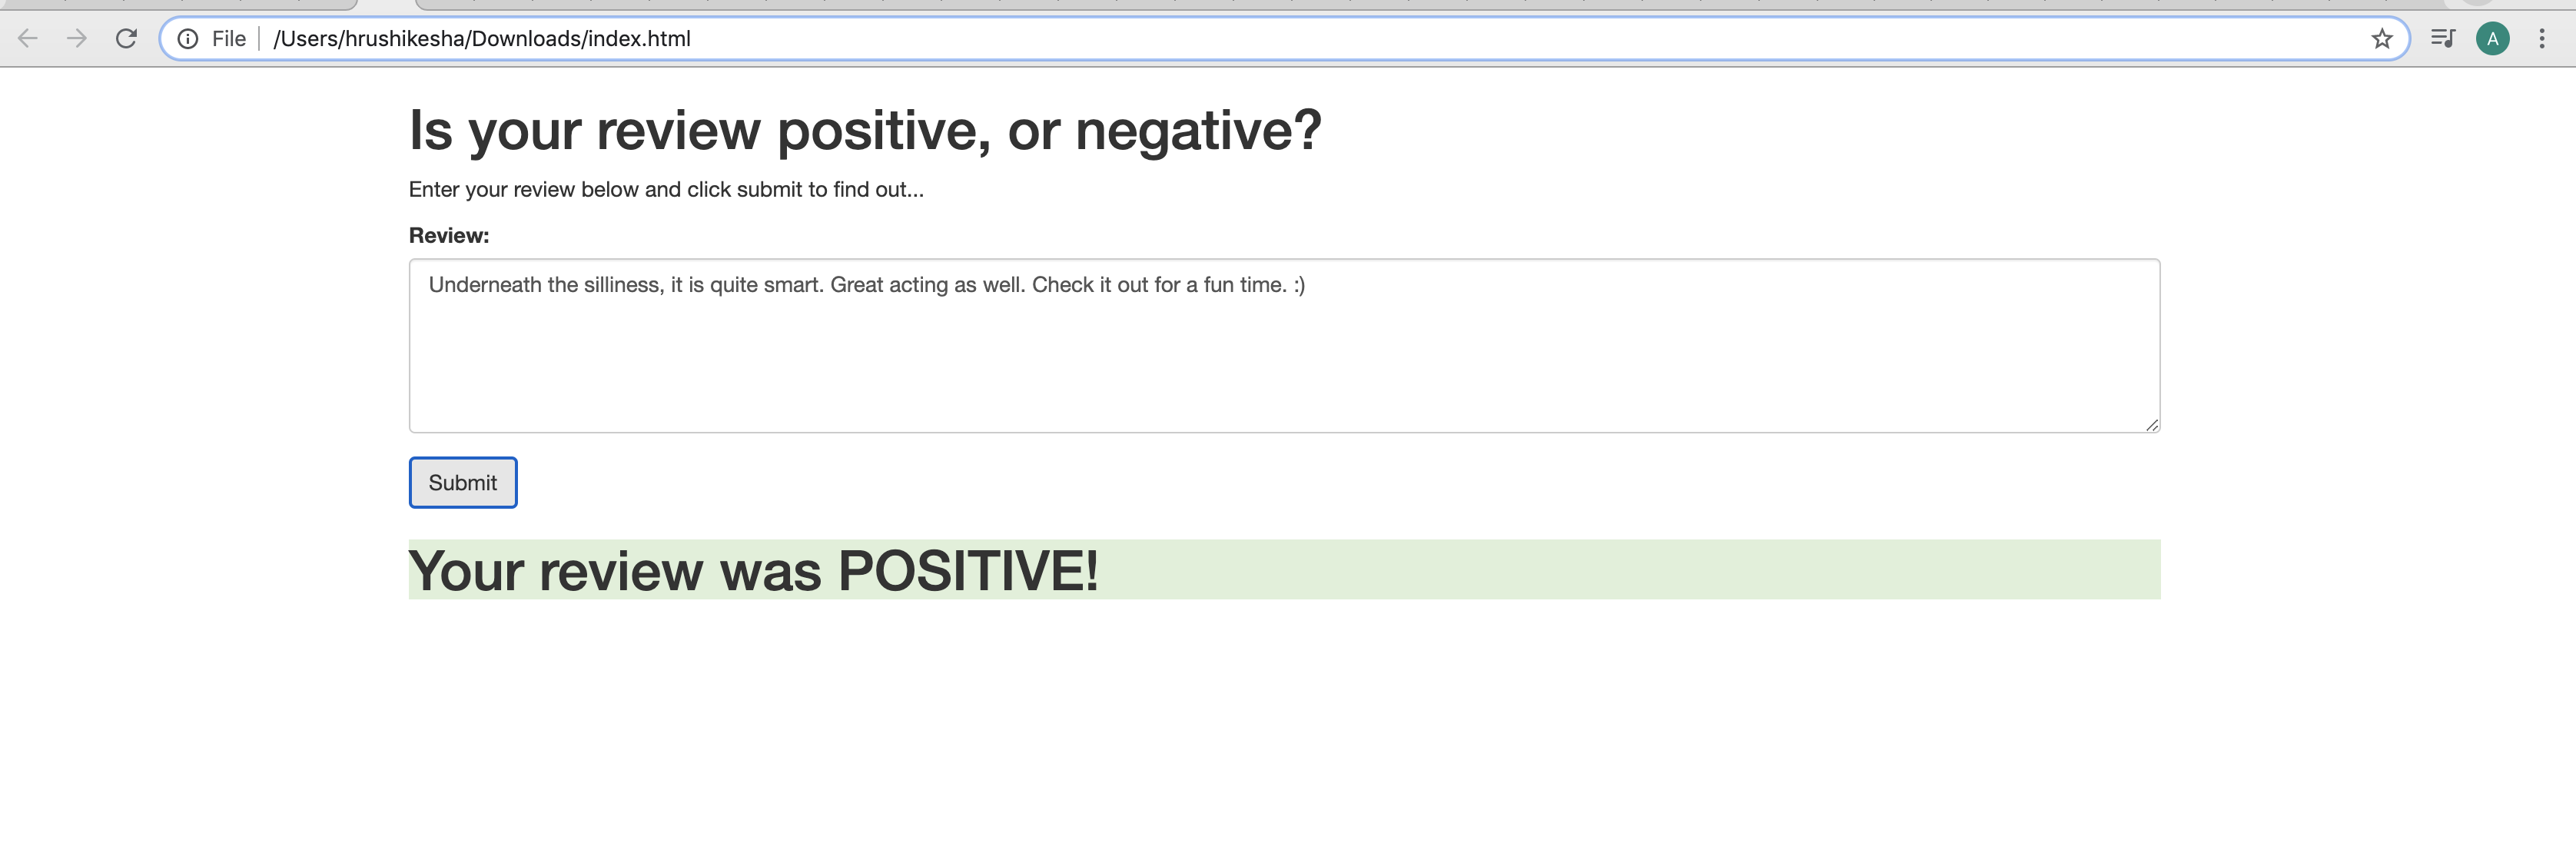 File /Users/hrushikesha/Downloads/index.html
A
Is your review positive, or negative?
Enter your review below and click submit to find out...
Review:
Underneath the silliness, it is quite smart. Great acting as well. Check it out for a fun time. :)
Submit
Your review was POSITIVE!